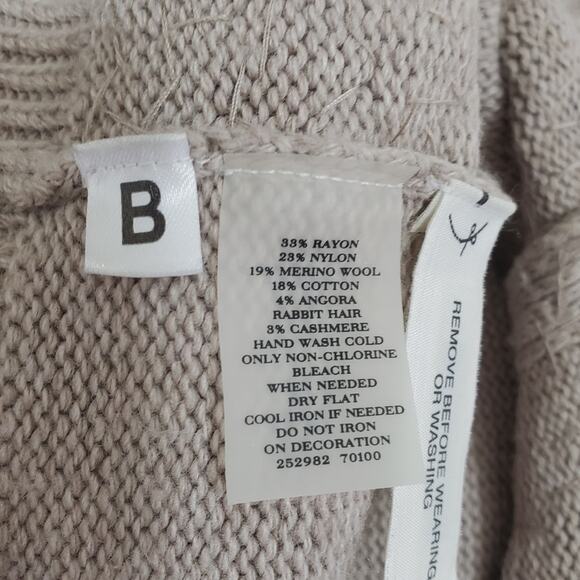 B
33% RAYON
23% NYLON
19% MERINO WOOL
18% COTTON
4% ANGORA
RABBIT HAIR
3% CASHMERE
HAND WASH COLD
ONLY NON-CHLORINE
BLEACH
WHEN NEEDED
DRY FLAT
COOL IRON IF NEEDED
DO NOT IRON
ON DECORATION
252982 70100
REMOVE BEFORE WEARING
OR WASHING